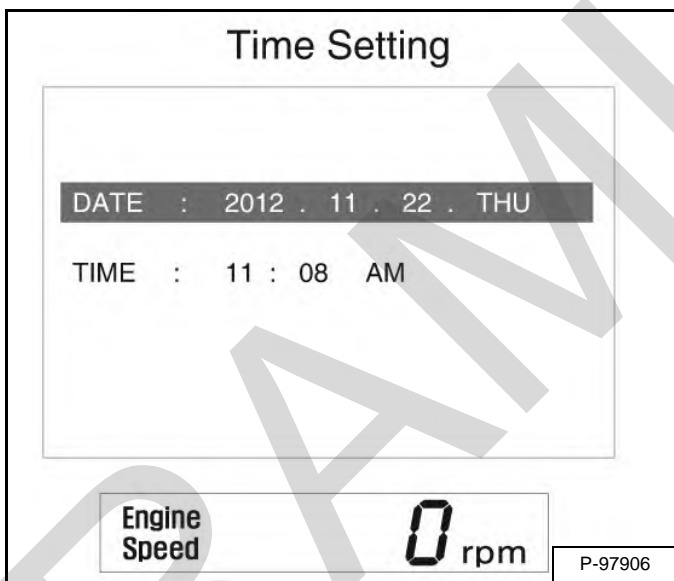 Time Setting
DATE : 2012 . 11 . 22 . THU
TIME : 11 : 08 AM
Engine
Speed
0 rpm
P-97906